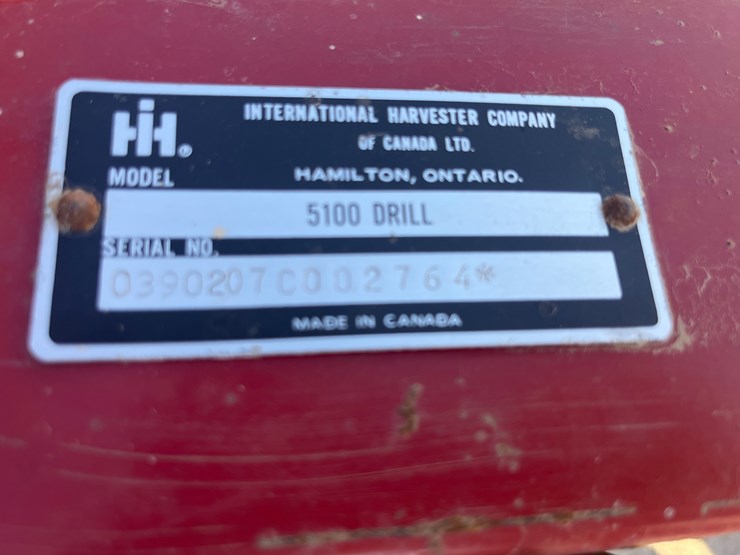 IH®
INTERNATIONAL HARVESTER COMPANY
OF CANADA LTD.
HAMILTON, ONTARIO.
MODEL
5100 DRILL
SERIAL NO.
0390207C002764*
MADE IN CANADA